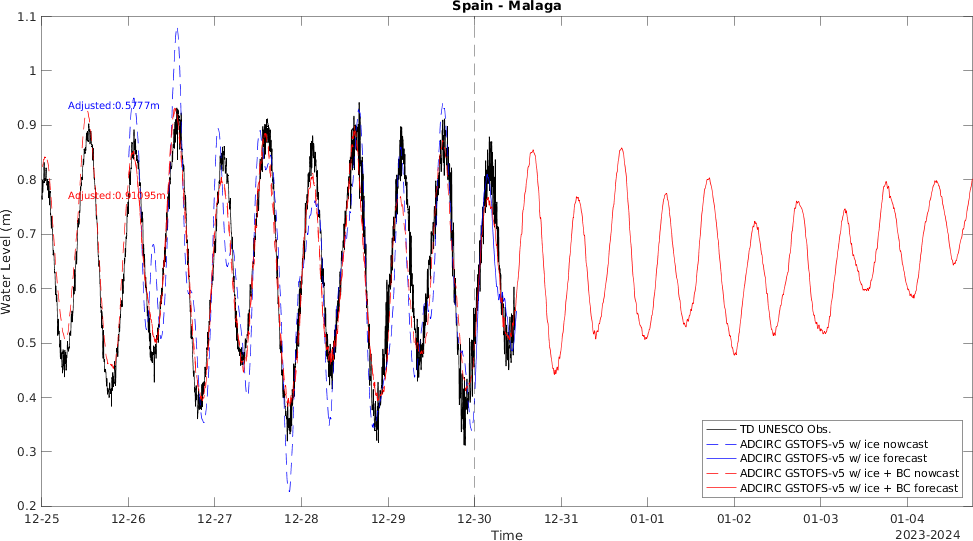 Spain - Malaga
1.1
1
0.9
0.8
0.7
0.6
0.5
0.4
0.3
0.2
Water Level (m)
Adjusted:0.5777m
Adjusted:0.91095m
TD UNESCO Obs.
ADCIRC GSTOFS-v5 w/ ice nowcast
ADCIRC GSTOFS-v5 w/ ice forecast
ADCIRC GSTOFS-v5 w/ ice + BC nowcast
ADCIRC GSTOFS-v5 w/ ice + BC forecast
12-25 12-26 12-27 12-28 12-29 12-30 12-31 01-01 01-02 01-03 01-04
Time
2023-2024